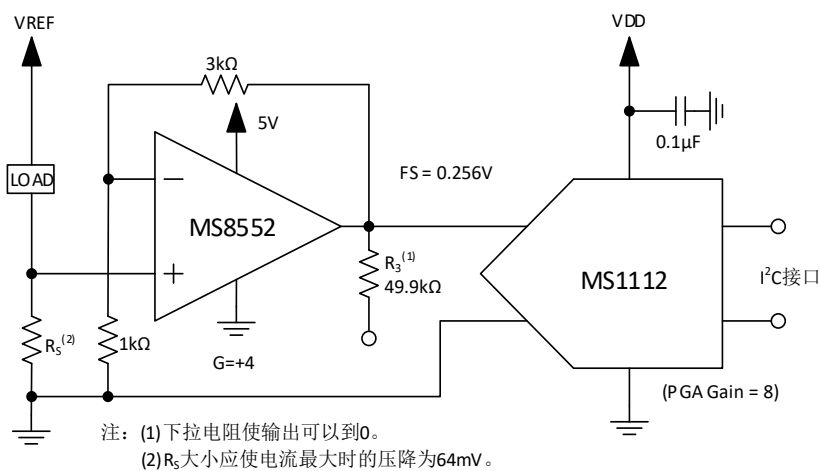 VREF
VDD
3kΩ
5V
0.1μF
LOAD
FS = 0.256V
MS8552
R₃⁽¹⁾
49.9kΩ
MS1112
I²C接口
Rₛ⁽²⁾
1kΩ
G=+4
(PGA Gain = 8)
注：(1)下拉电阻使输出可以到0。
(2)Rₛ大小应使电流最大时的压降为64mV。